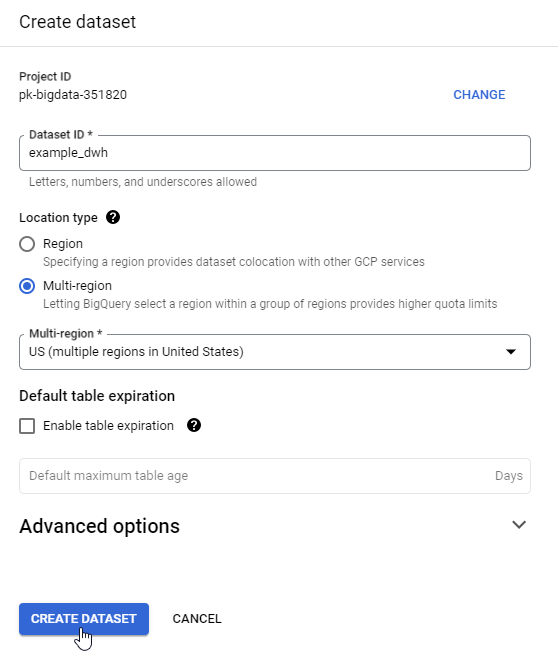 Create dataset
Project ID
pk-bigdata-351820
CHANGE
Dataset ID *
example_dwh
Letters, numbers, and underscores allowed
Location type ?
Region
Specifying a region provides dataset colocation with other GCP services
Multi-region
Letting BigQuery select a region within a group of regions provides higher quota limits
Multi-region *
US (multiple regions in United States)
Default table expiration
Enable table expiration ?
Default maximum table age Days
Advanced options
CREATE DATASET CANCEL